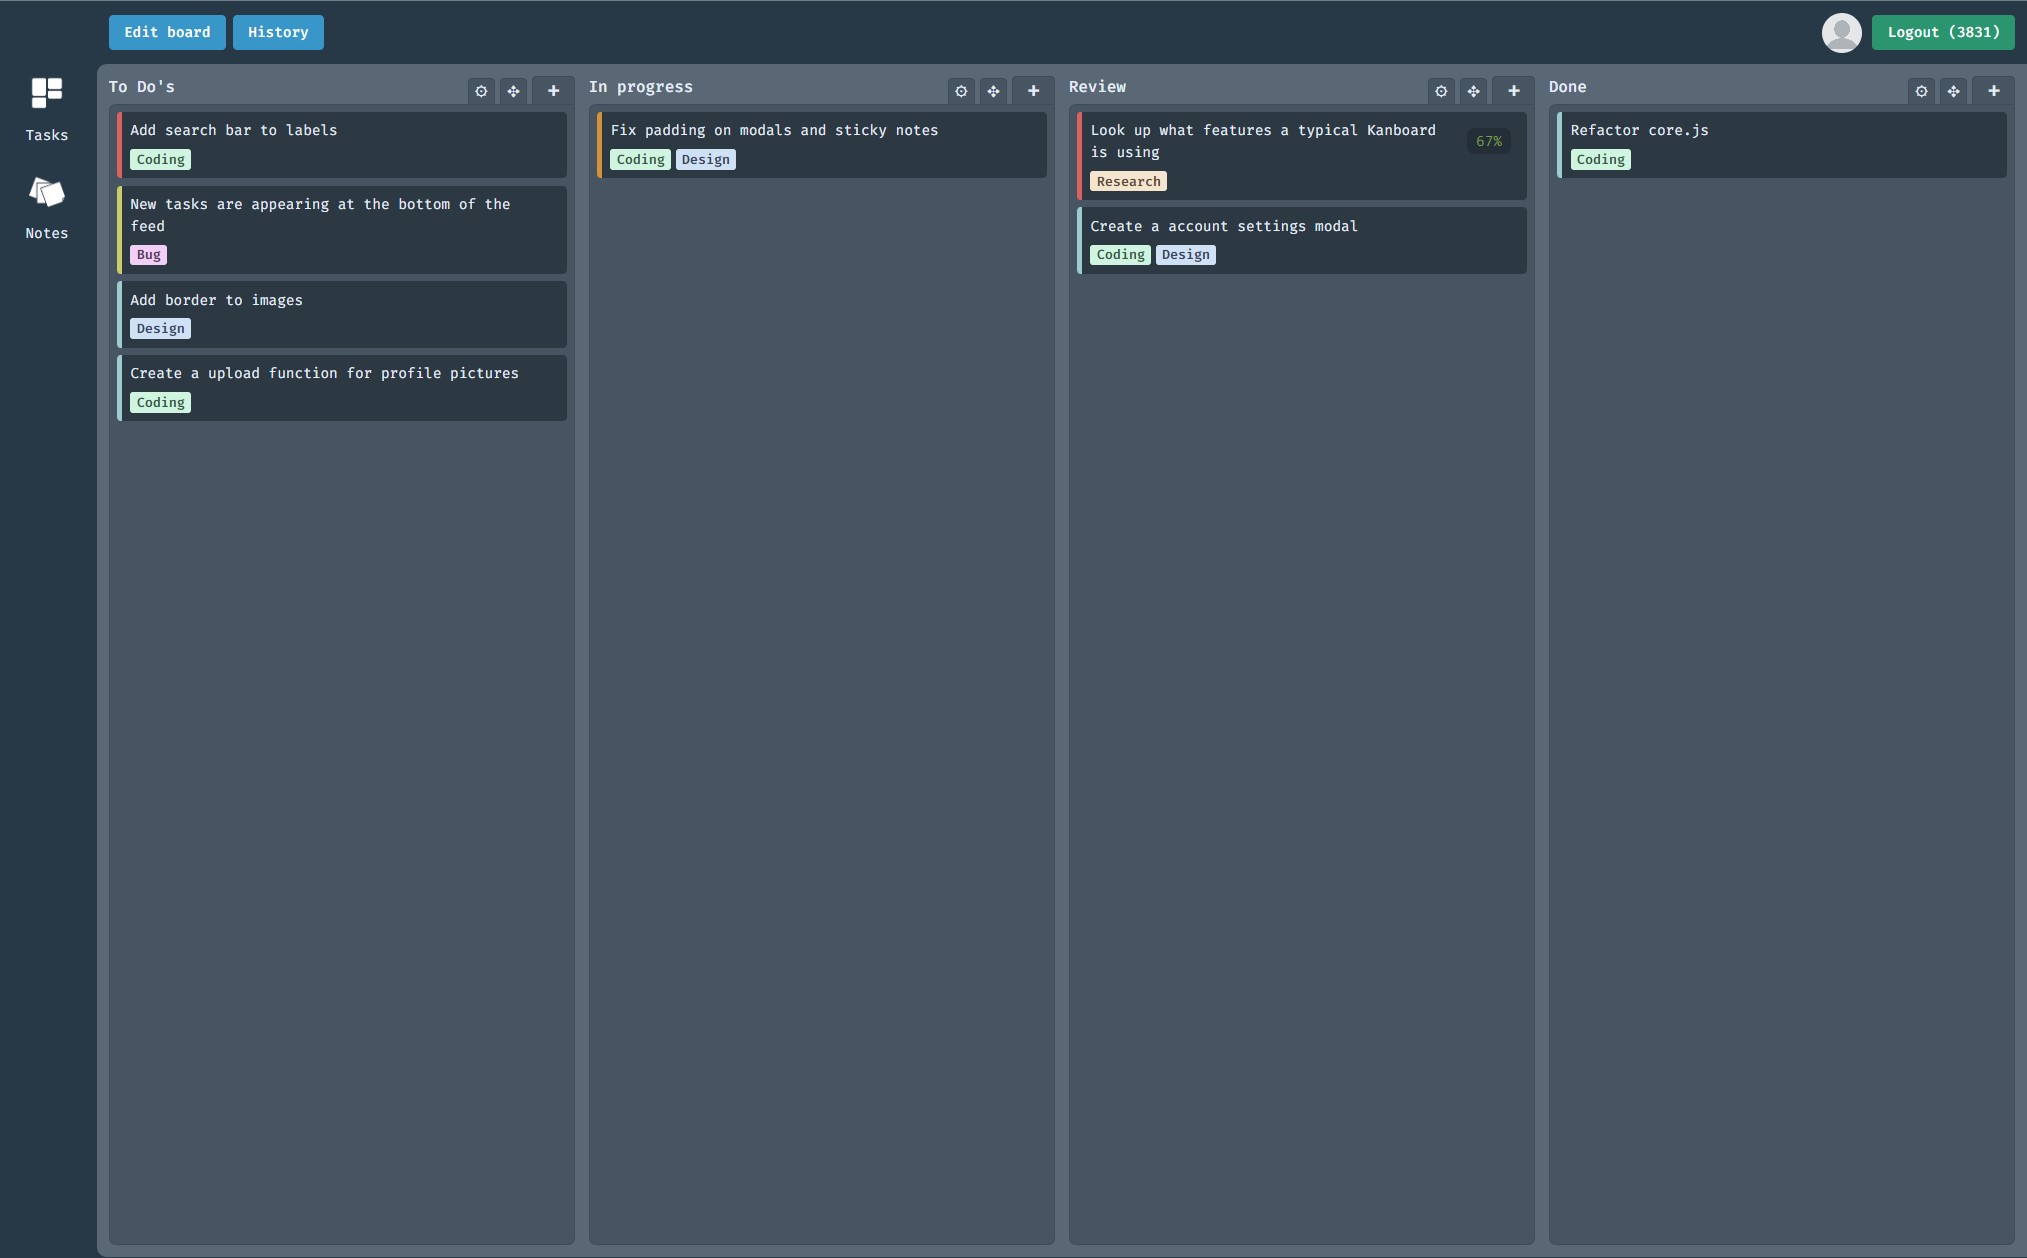 Edit board
History
Logout (3831)
Tasks
Notes
To Do's
Add search bar to labels
Coding
New tasks are appearing at the bottom of the
feed
Bug
Add border to images
Design
Create a upload function for profile pictures
Coding
In progress
Fix padding on modals and sticky notes
Coding Design
Review
Look up what features a typical Kanboard
is using
67%
Research
Create a account settings modal
Coding Design
Done
Refactor core.js
Coding